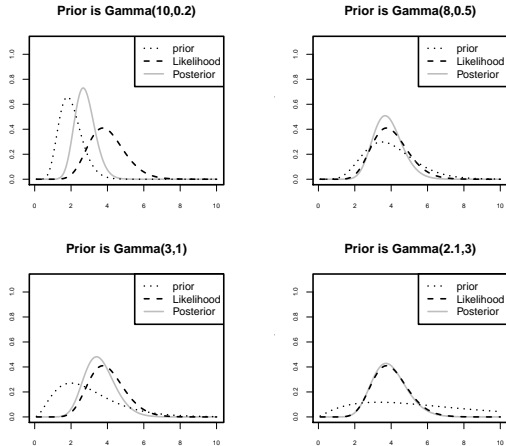 Prior is Gamma(10,0.2)
prior
Likelihood
Posterior
0.0 0.2 0.4 0.6 0.8 1.0
0 2 4 6 8 10
Prior is Gamma(8,0.5)
prior
Likelihood
Posterior
0.0 0.2 0.4 0.6 0.8 1.0
0 2 4 6 8 10
Prior is Gamma(3,1)
prior
Likelihood
Posterior
0.0 0.2 0.4 0.6 0.8 1.0
0 2 4 6 8 10
Prior is Gamma(2.1,3)
prior
Likelihood
Posterior
0.0 0.2 0.4 0.6 0.8 1.0
0 2 4 6 8 10